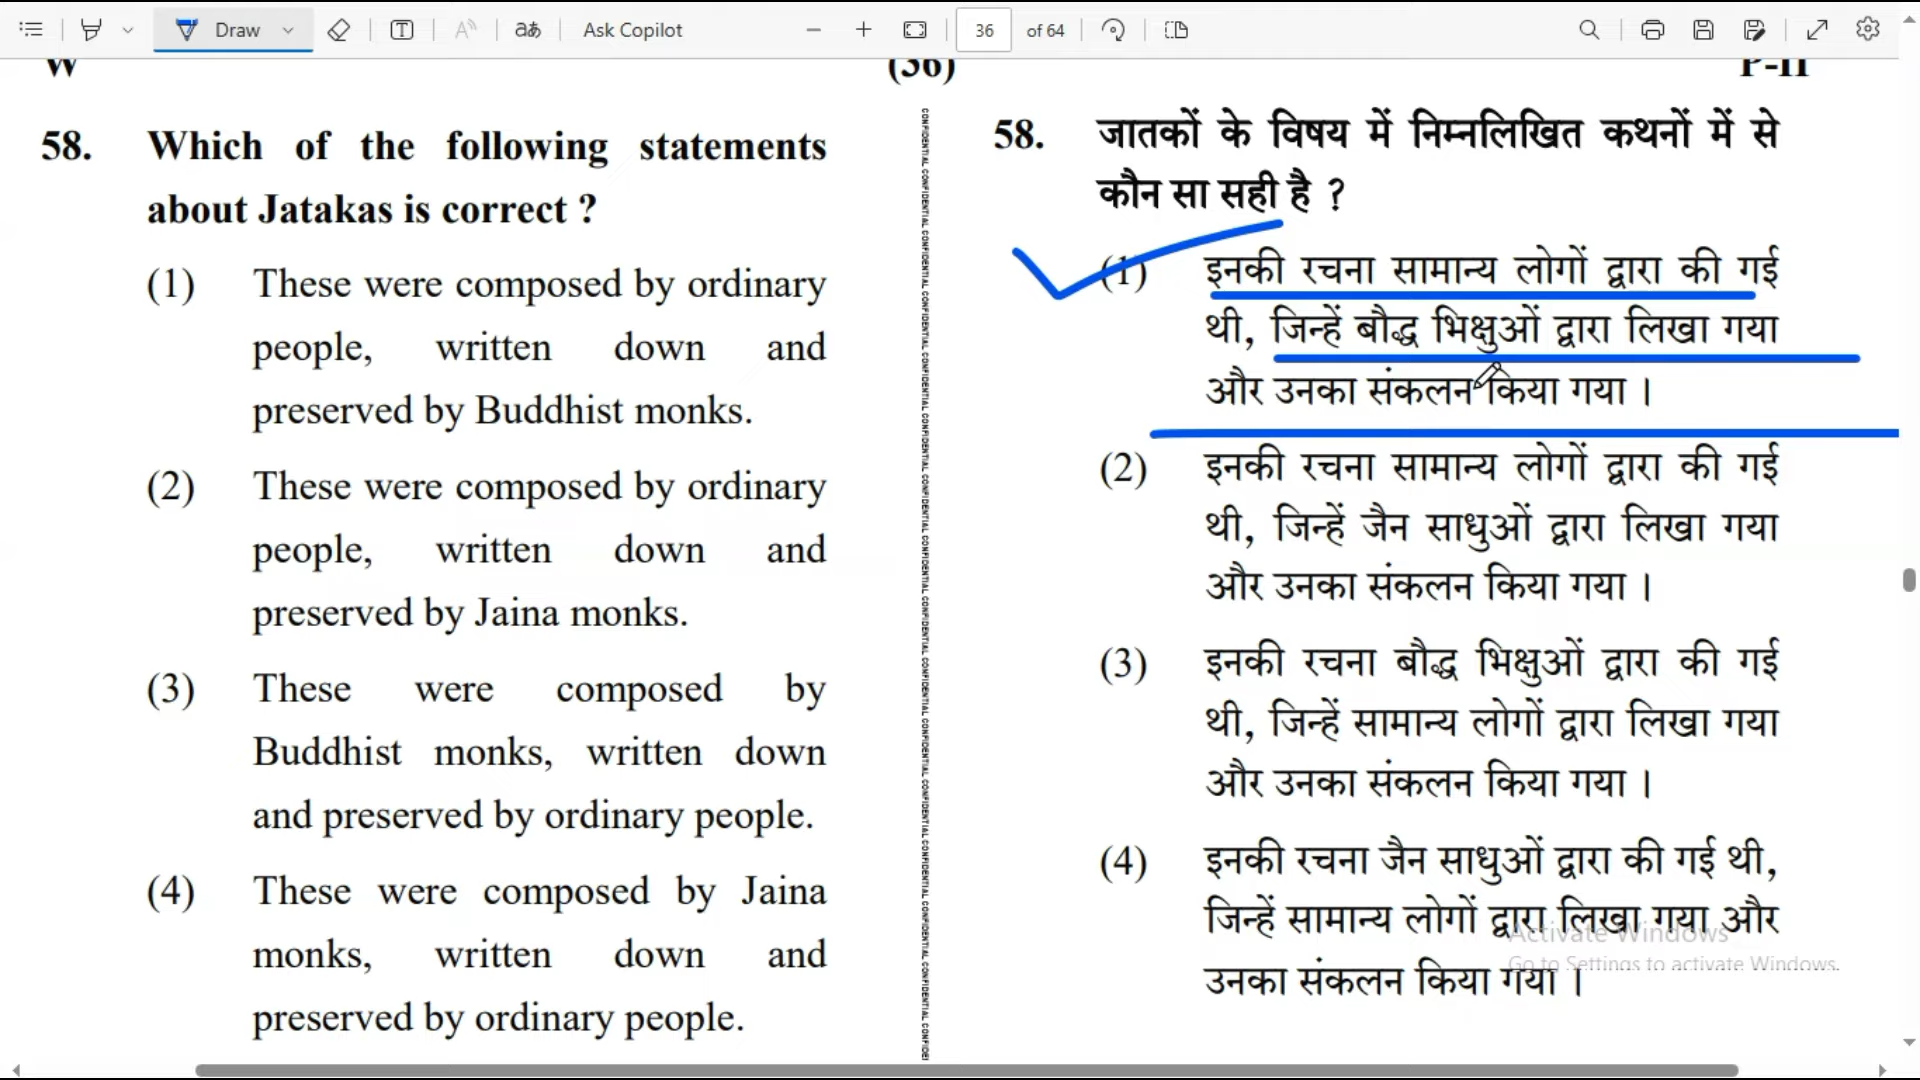 Draw
Ask Copilot
36 of 64
W (36) P-II
58. Which of the following statements
about Jatakas is correct ?
(1) These were composed by ordinary
people, written down and
preserved by Buddhist monks.
(2) These were composed by ordinary
people, written down and
preserved by Jaina monks.
(3) These were composed by
Buddhist monks, written down
and preserved by ordinary people.
(4) These were composed by Jaina
monks, written down and
preserved by ordinary people.
58. जातकों के विषय में निम्नलिखित कथनों में से
कौन सा सही है ?
(1) इनकी रचना सामान्य लोगों द्वारा की गई
थी, जिन्हें बौद्ध भिक्षुओं द्वारा लिखा गया
और उनका संकलन किया गया ।
(2) इनकी रचना सामान्य लोगों द्वारा की गई
थी, जिन्हें जैन साधुओं द्वारा लिखा गया
और उनका संकलन किया गया ।
(3) इनकी रचना बौद्ध भिक्षुओं द्वारा की गई
थी, जिन्हें सामान्य लोगों द्वारा लिखा गया
और उनका संकलन किया गया ।
(4) इनकी रचना जैन साधुओं द्वारा की गई थी,
जिन्हें सामान्य लोगों द्वारा लिखा गया और
उनका संकलन किया गया ।
Activate Windows
Go to Settings to activate Windows.